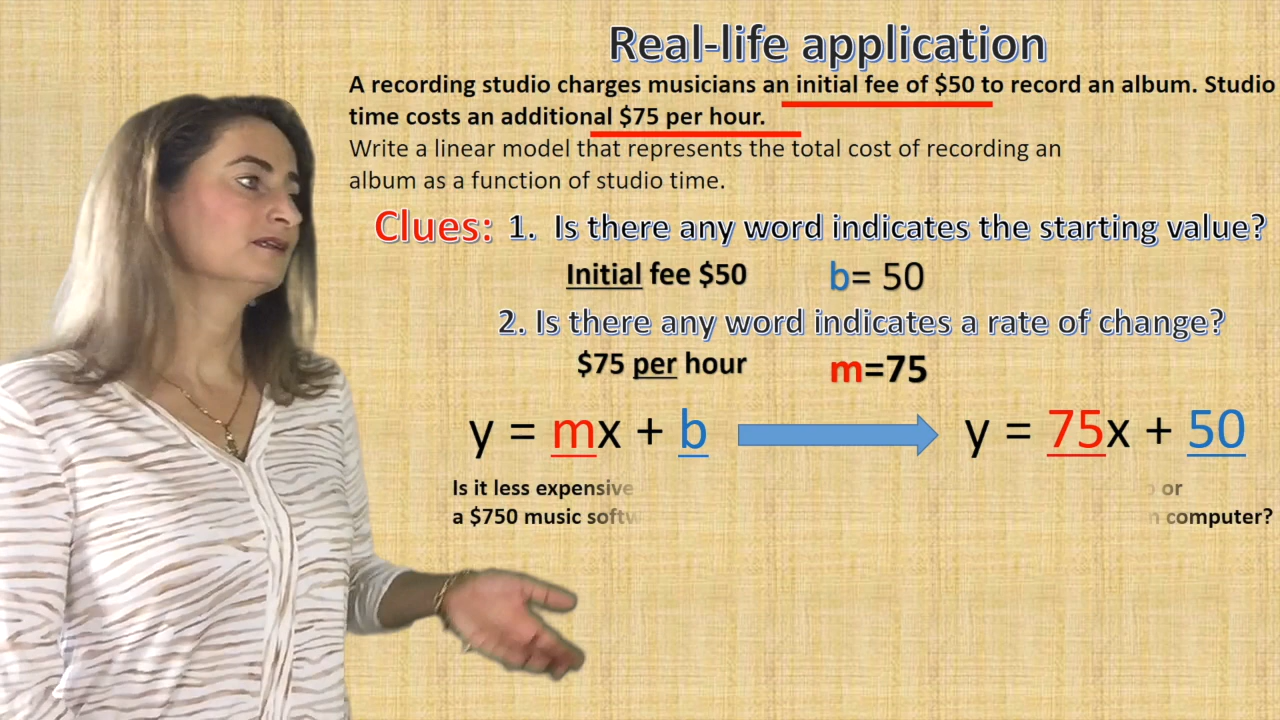 Real-life application
A recording studio charges musicians an initial fee of $50 to record an album. Studio
time costs an additional $75 per hour.
Write a linear model that represents the total cost of recording an
album as a function of studio time.
Clues: 1. Is there any word indicates the starting value?
Initial fee $50 b= 50
2. Is there any word indicates a rate of change?
$75 per hour m=75
y = mx + b y = 75x + 50
Is it less expensive or
a $750 music computer?